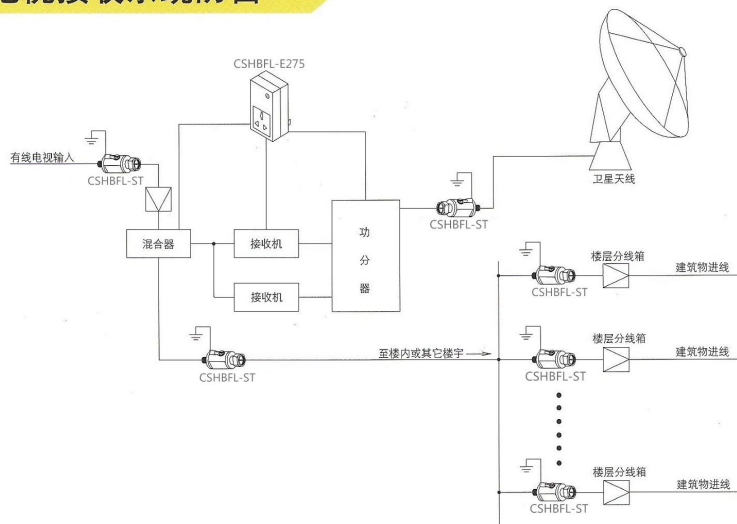 CSHBFL-E275
有线电视输入
CSHBFL-ST
卫星天线
CSHBFL-ST
混合器
接收机
功分器
接收机
楼层分线箱
建筑物进线
CSHBFL-ST
至楼内或其它楼宇
楼层分线箱
建筑物进线
CSHBFL-ST
CSHBFL-ST
楼层分线箱
建筑物进线
CSHBFL-ST